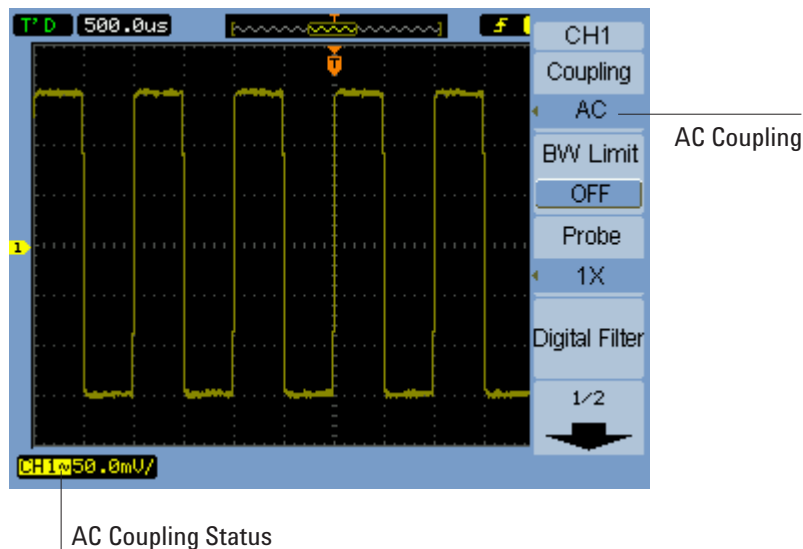 T'D 500.0us
T
T
CH1
Coupling
AC
AC Coupling
BW Limit
OFF
Probe
1
1X
Digital Filter
1/2
CH1~50.0mV/
AC Coupling Status